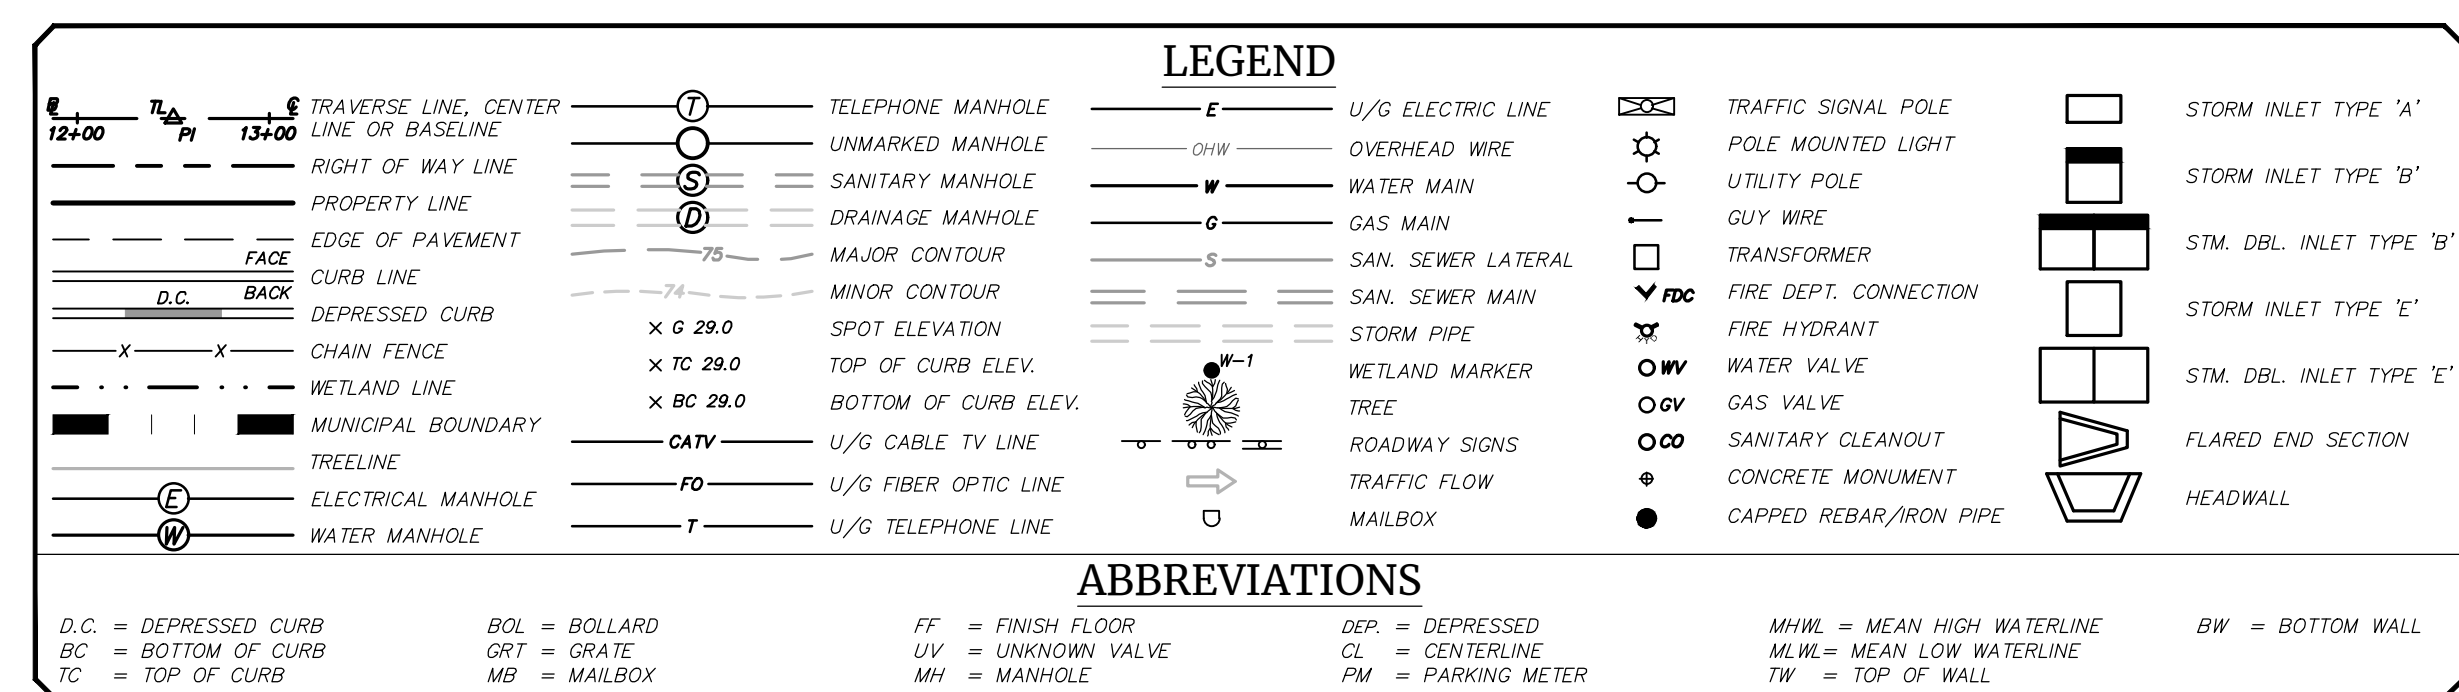 LEGEND
12+00 TL PI 13+00 TRAVERSE LINE, CENTER
LINE OR BASELINE
RIGHT OF WAY LINE
PROPERTY LINE
EDGE OF PAVEMENT
FACE
CURB LINE
BACK
D.C.
DEPRESSED CURB
X X CHAIN FENCE
WETLAND LINE
MUNICIPAL BOUNDARY
TREELINE
E ELECTRICAL MANHOLE
W WATER MANHOLE
T TELEPHONE MANHOLE
UNMARKED MANHOLE
S SANITARY MANHOLE
D DRAINAGE MANHOLE
75 MAJOR CONTOUR
74 MINOR CONTOUR
× G 29.0 SPOT ELEVATION
× TC 29.0 TOP OF CURB ELEV.
× BC 29.0 BOTTOM OF CURB ELEV.
CATV U/G CABLE TV LINE
FO U/G FIBER OPTIC LINE
T U/G TELEPHONE LINE
E U/G ELECTRIC LINE
OHW OVERHEAD WIRE
W WATER MAIN
G GAS MAIN
S SAN. SEWER LATERAL
SAN. SEWER MAIN
STORM PIPE
W-1 WETLAND MARKER
TREE
ROADWAY SIGNS
TRAFFIC FLOW
MAILBOX
TRAFFIC SIGNAL POLE
POLE MOUNTED LIGHT
UTILITY POLE
GUY WIRE
TRANSFORMER
FDC FIRE DEPT. CONNECTION
FIRE HYDRANT
WV WATER VALVE
GV GAS VALVE
CO SANITARY CLEANOUT
CONCRETE MONUMENT
CAPPED REBAR/IRON PIPE
STORM INLET TYPE 'A'
STORM INLET TYPE 'B'
STM. DBL. INLET TYPE 'B'
STORM INLET TYPE 'E'
STM. DBL. INLET TYPE 'E'
FLARED END SECTION
HEADWALL
ABBREVIATIONS
D.C. = DEPRESSED CURB
BC = BOTTOM OF CURB
TC = TOP OF CURB
BOL = BOLLARD
GRT = GRATE
MB = MAILBOX
FF = FINISH FLOOR
UV = UNKNOWN VALVE
MH = MANHOLE
DEP. = DEPRESSED
CL = CENTERLINE
PM = PARKING METER
MHWL = MEAN HIGH WATERLINE
MLWL= MEAN LOW WATERLINE
TW = TOP OF WALL
BW = BOTTOM WALL